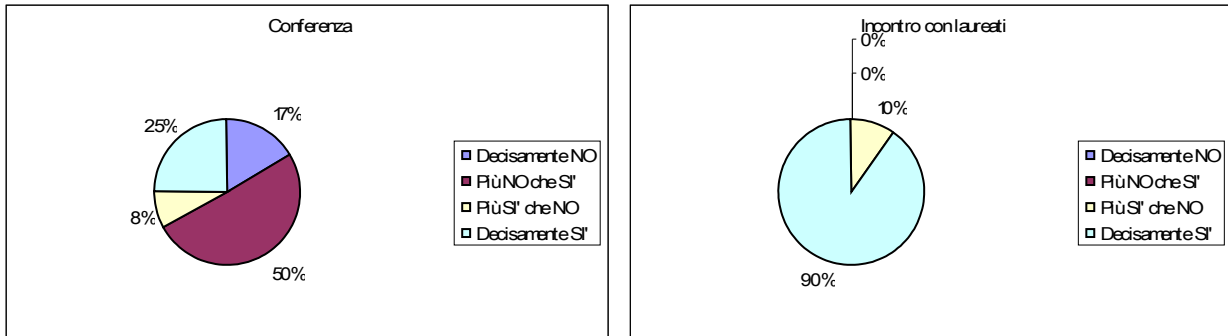 Conferenza
17%
25%
8%
50%
Decisamente NO
Più NO che SI'
Più SI' che NO
Decisamente SI'
Incontro con laureati
0%
0%
10%
90%
Decisamente NO
Più NO che SI'
Più SI' che NO
Decisamente SI'